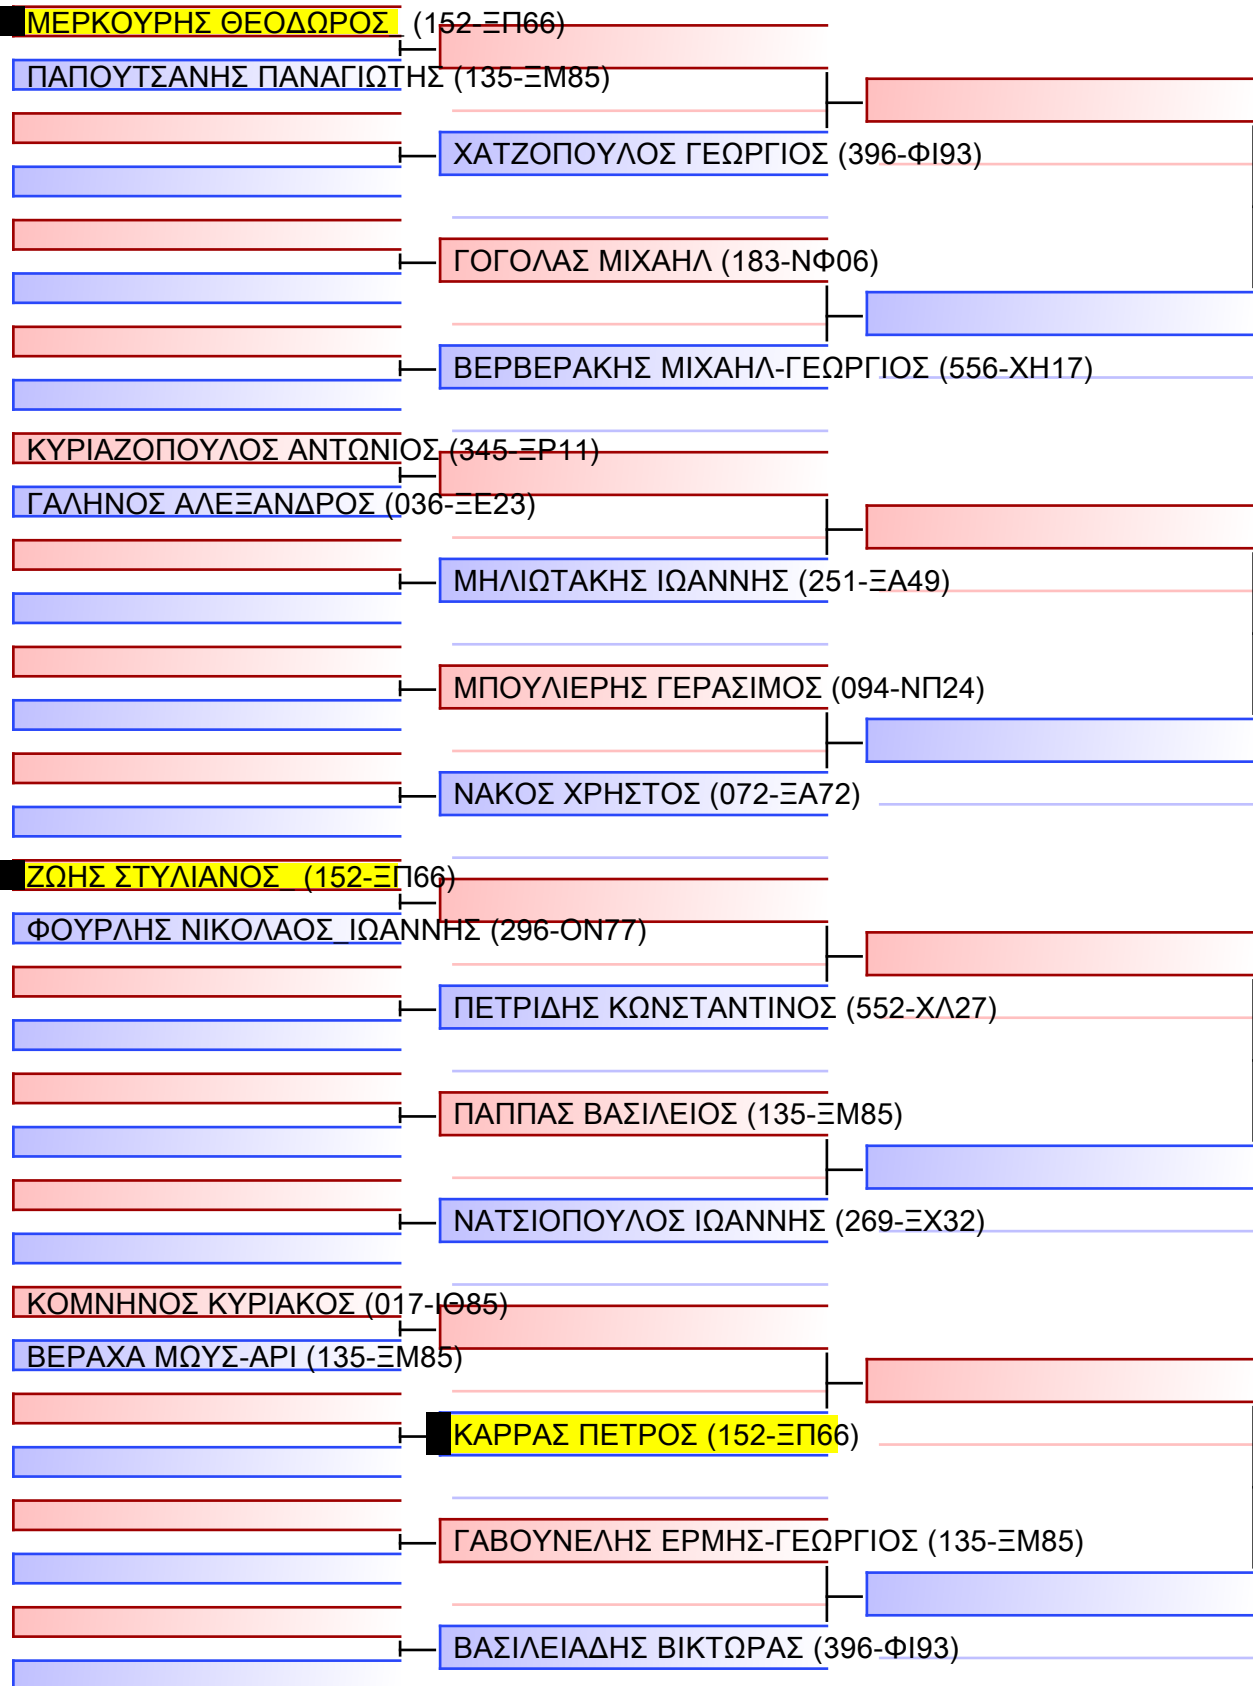 ΜΕΡΚΟΥΡΗΣ ΘΕΟΔΩΡΟΣ_ (152-ΞΠ66)
ΠΑΠΟΥΤΣΑΝΗΣ ΠΑΝΑΓΙΩΤΗΣ (135-ΞΜ85)
ΧΑΤΖΟΠΟΥΛΟΣ ΓΕΩΡΓΙΟΣ (396-ΦΙ93)
ΓΟΓΟΛΑΣ ΜΙΧΑΗΛ (183-ΝΦ06)
ΒΕΡΒΕΡΑΚΗΣ ΜΙΧΑΗΛ-ΓΕΩΡΓΙΟΣ (556-ΧΗ17)
ΚΥΡΙΑΖΟΠΟΥΛΟΣ ΑΝΤΩΝΙΟΣ (345-ΞΡ11)
ΓΑΛΗΝΟΣ ΑΛΕΞΑΝΔΡΟΣ (036-ΞΕ23)
ΜΗΛΙΩΤΑΚΗΣ ΙΩΑΝΝΗΣ (251-ΞΑ49)
ΜΠΟΥΛΙΕΡΗΣ ΓΕΡΑΣΙΜΟΣ (094-ΝΠ24)
ΝΑΚΟΣ ΧΡΗΣΤΟΣ (072-ΞΑ72)
ΖΩΗΣ ΣΤΥΛΙΑΝΟΣ_ (152-ΞΠ66)
ΦΟΥΡΛΗΣ ΝΙΚΟΛΑΟΣ_ΙΩΑΝΝΗΣ (296-ΟΝ77)
ΠΕΤΡΙΔΗΣ ΚΩΝΣΤΑΝΤΙΝΟΣ (552-ΧΛ27)
ΠΑΠΠΑΣ ΒΑΣΙΛΕΙΟΣ (135-ΞΜ85)
ΝΑΤΣΙΟΠΟΥΛΟΣ ΙΩΑΝΝΗΣ (269-ΞΧ32)
ΚΟΜΝΗΝΟΣ ΚΥΡΙΑΚΟΣ (017-ΙΘ85)
ΒΕΡΑΧΑ ΜΩΥΣ-ΑΡΙ (135-ΞΜ85)
ΚΑΡΡΑΣ ΠΕΤΡΟΣ (152-ΞΠ66)
ΓΑΒΟΥΝΕΛΗΣ ΕΡΜΗΣ-ΓΕΩΡΓΙΟΣ (135-ΞΜ85)
ΒΑΣΙΛΕΙΑΔΗΣ ΒΙΚΤΩΡΑΣ (396-ΦΙ93)